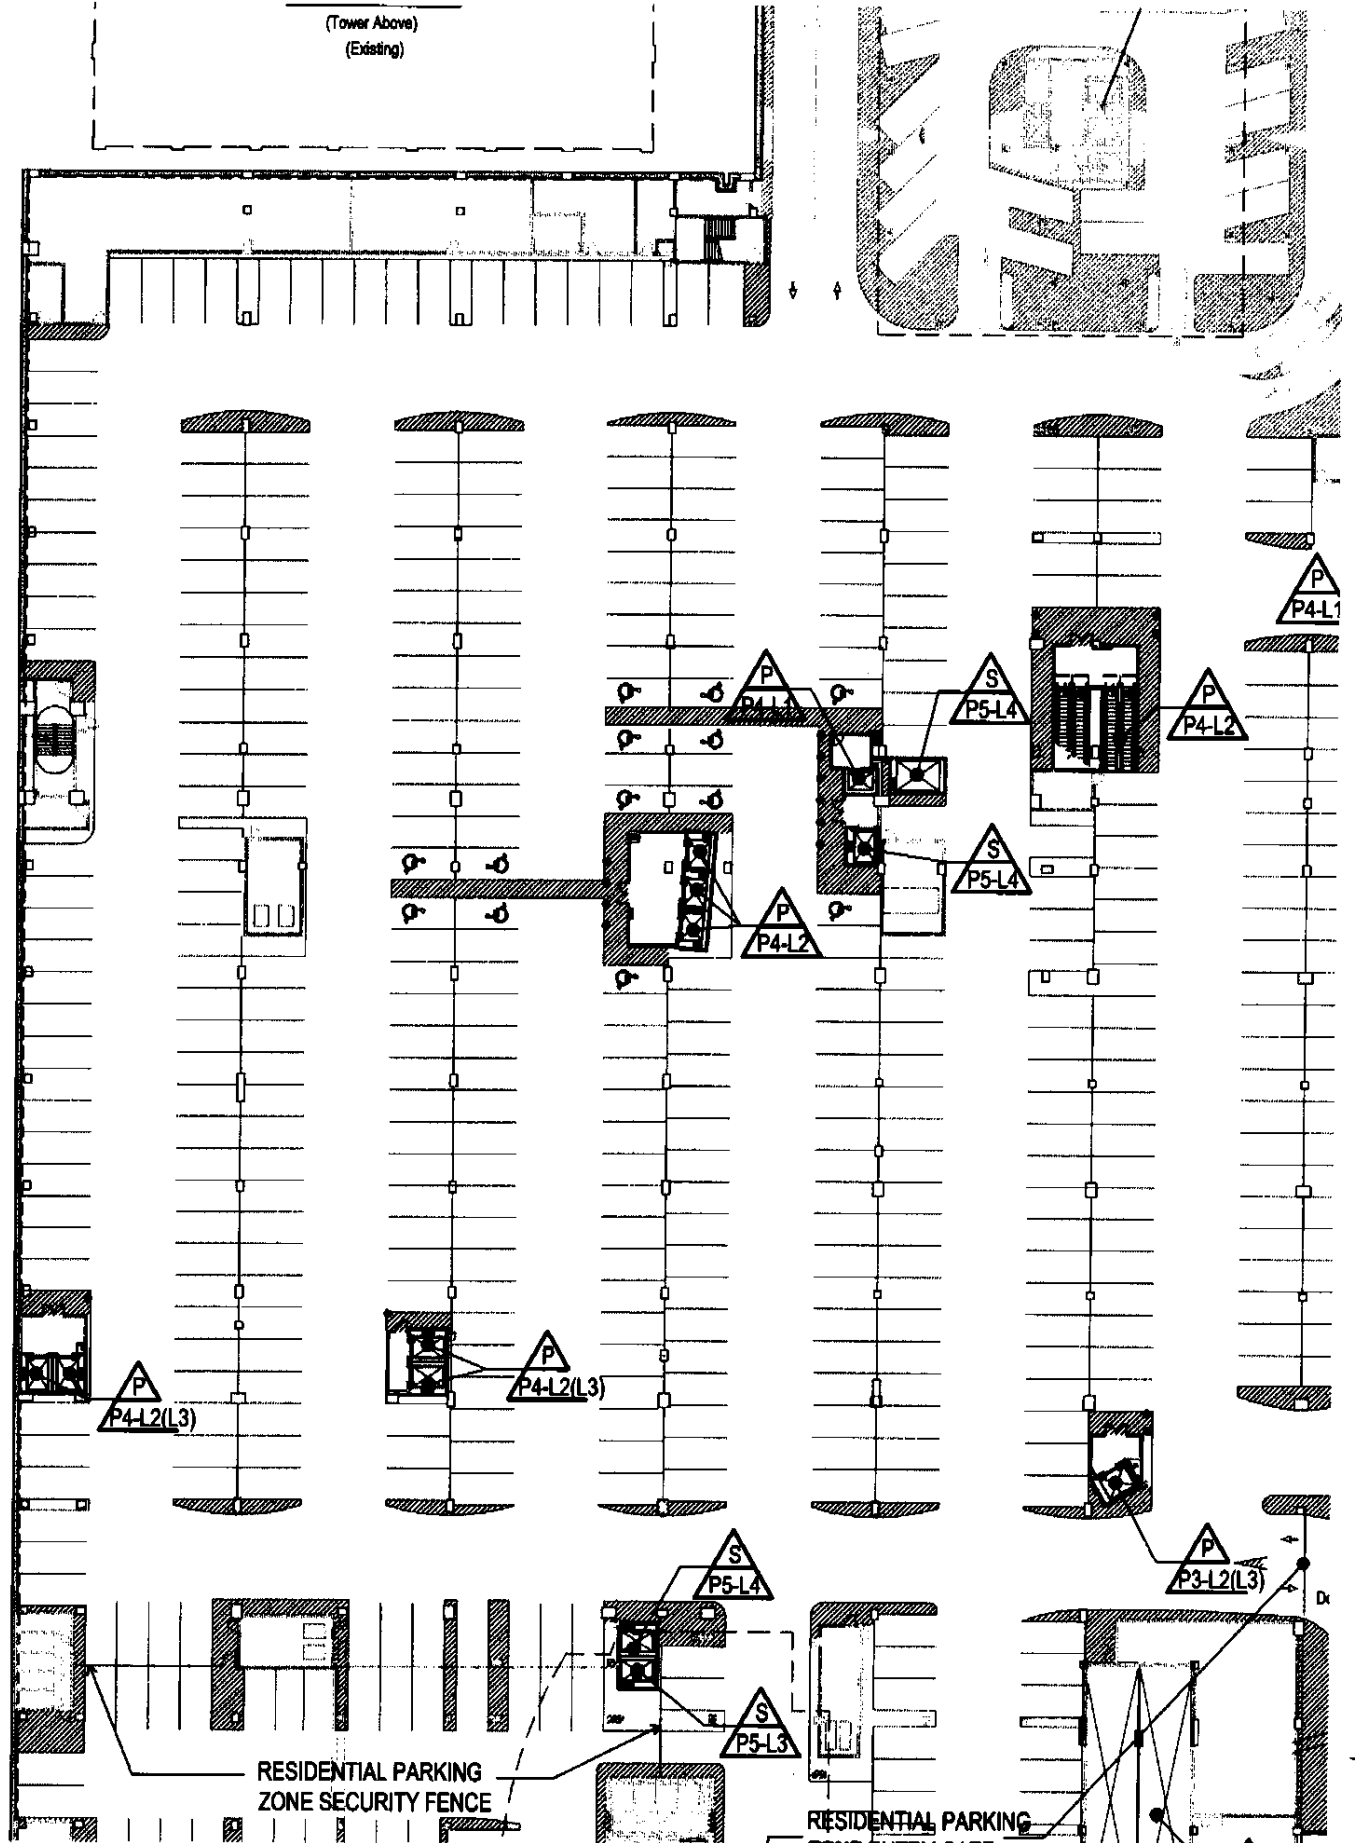 (Tower Above)
(Existing)
P
P4-L1
P
P4-L1
S
P5-L4
P
P4-L2
S
P5-L4
P
P4-L2
P
P4-L2(L3)
P
P4-L2(L3)
P
P3-L2(L3)
S
P5-L4
S
P5-L3
RESIDENTIAL PARKING
ZONE SECURITY FENCE
RESIDENTIAL PARKING